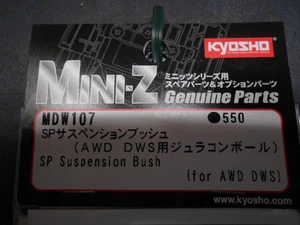 KYOSHO
MINI-Z
ミニッツシリーズ用
スペアパーツ&オプションパーツ
Genuine Parts
MDW107 ●550
SPサスペンションブッシュ
(AWD DWS用ジュラコンボール)
SP Suspension Bush
(for AWD DWS)
www.kyosho.com